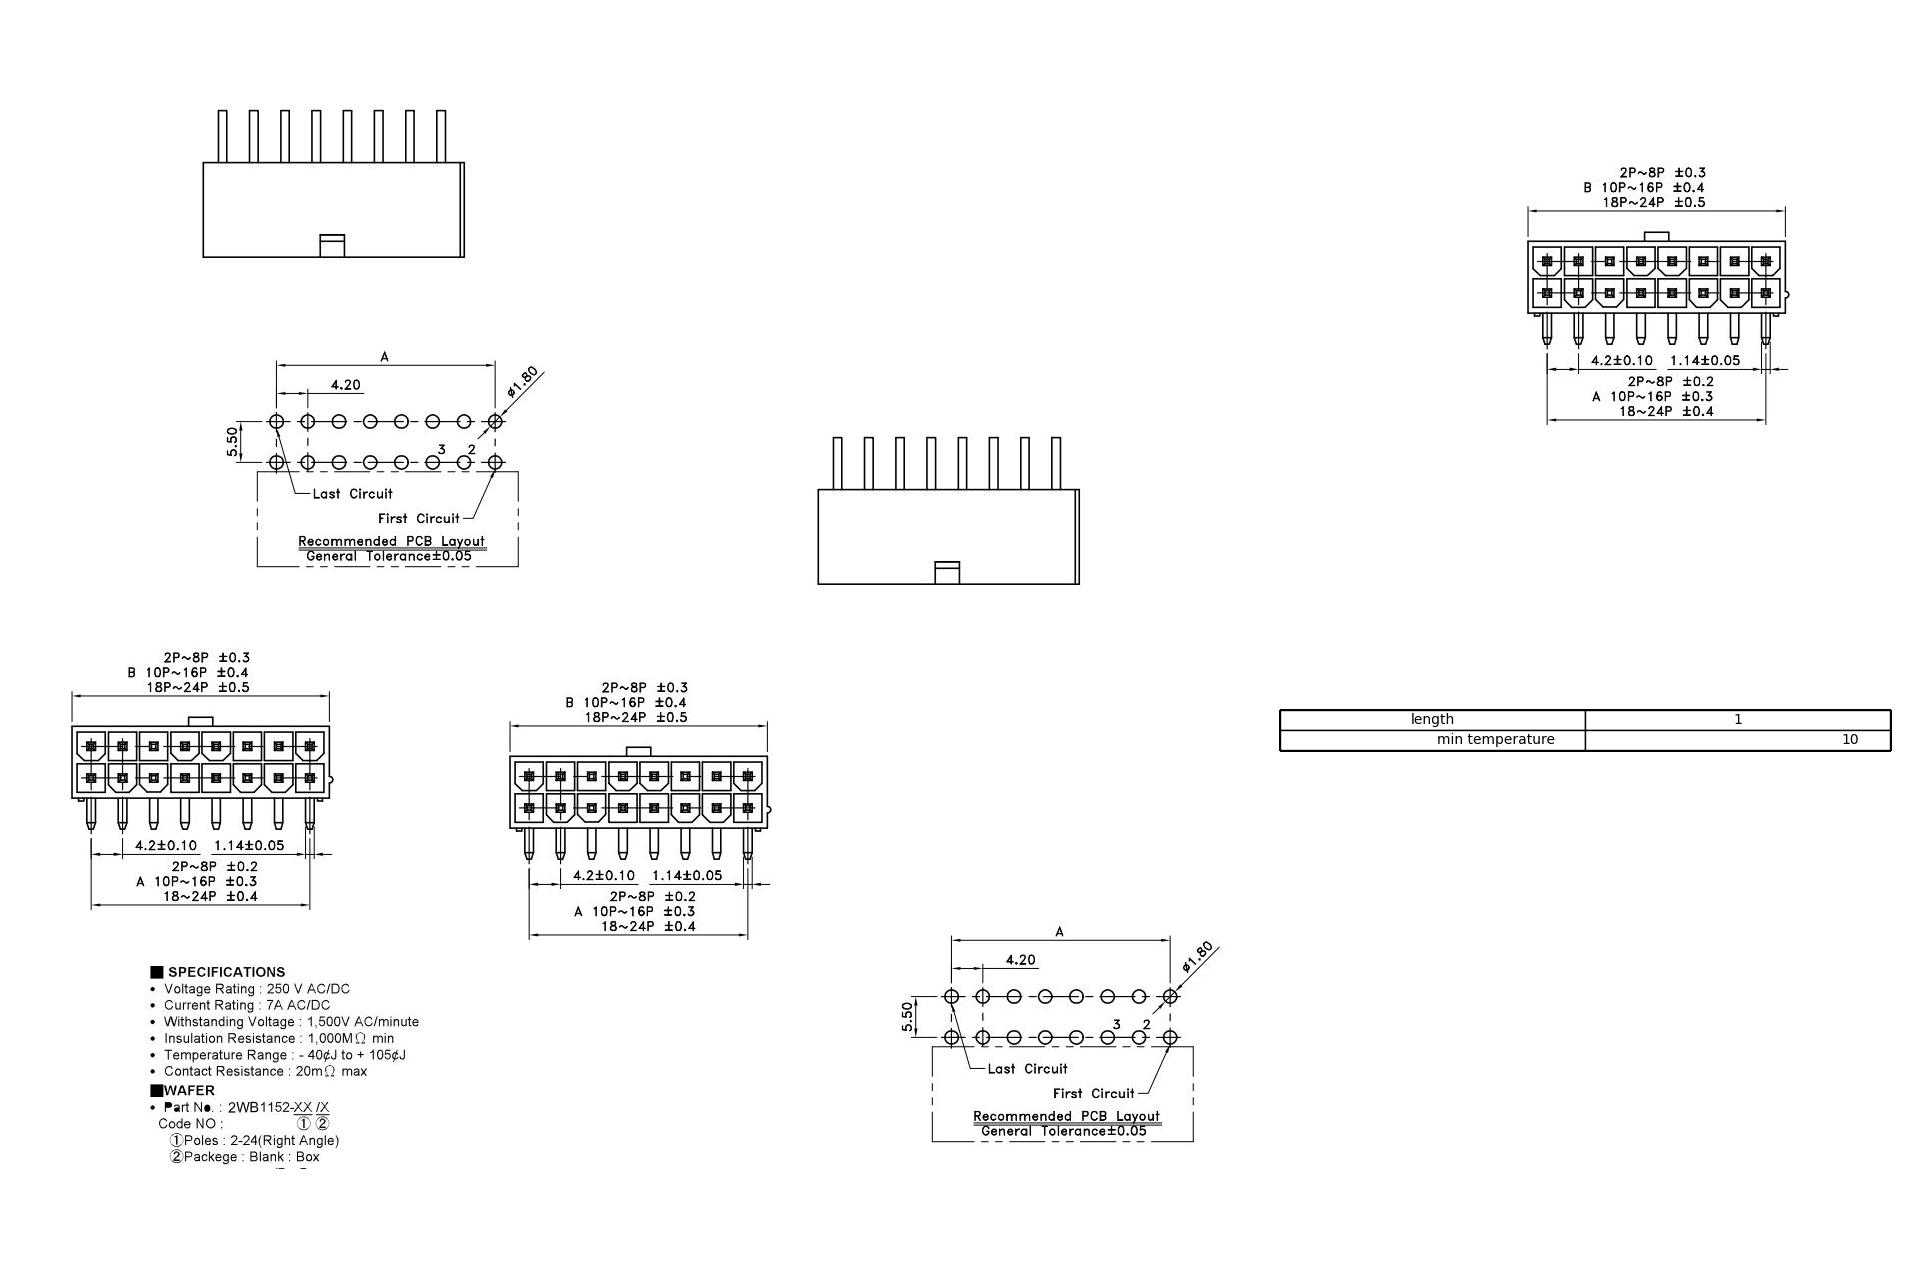 2P~8P ±0.3
B 10P~16P ±0.4
18P~24P ±0.5
4.2±0.10 1.14±0.05
2P~8P ±0.2
A 10P~16P ±0.3
18~24P ±0.4
A
4.20
ø1.80
5.50
3 2
Last Circuit
First Circuit
Recommended PCB Layout
General Tolerance±0.05
2P~8P ±0.3
B 10P~16P ±0.4
18P~24P ±0.5
4.2±0.10 1.14±0.05
2P~8P ±0.2
A 10P~16P ±0.3
18~24P ±0.4
2P~8P ±0.3
B 10P~16P ±0.4
18P~24P ±0.5
4.2±0.10 1.14±0.05
2P~8P ±0.2
A 10P~16P ±0.3
18~24P ±0.4
length 1
min temperature 10
A
4.20
ø1.80
5.50
3 2
Last Circuit
First Circuit
Recommended PCB Layout
General Tolerance±0.05
■ SPECIFICATIONS
• Voltage Rating : 250 V AC/DC
• Current Rating : 7A AC/DC
• Withstanding Voltage : 1,500V AC/minute
• Insulation Resistance : 1,000MΩ min
• Temperature Range : - 40¢J to + 105¢J
• Contact Resistance : 20mΩ max
■WAFER
• Part No. : 2WB1152-XX /X
Code NO : ① ②
①Poles : 2-24(Right Angle)
②Packege : Blank : Box